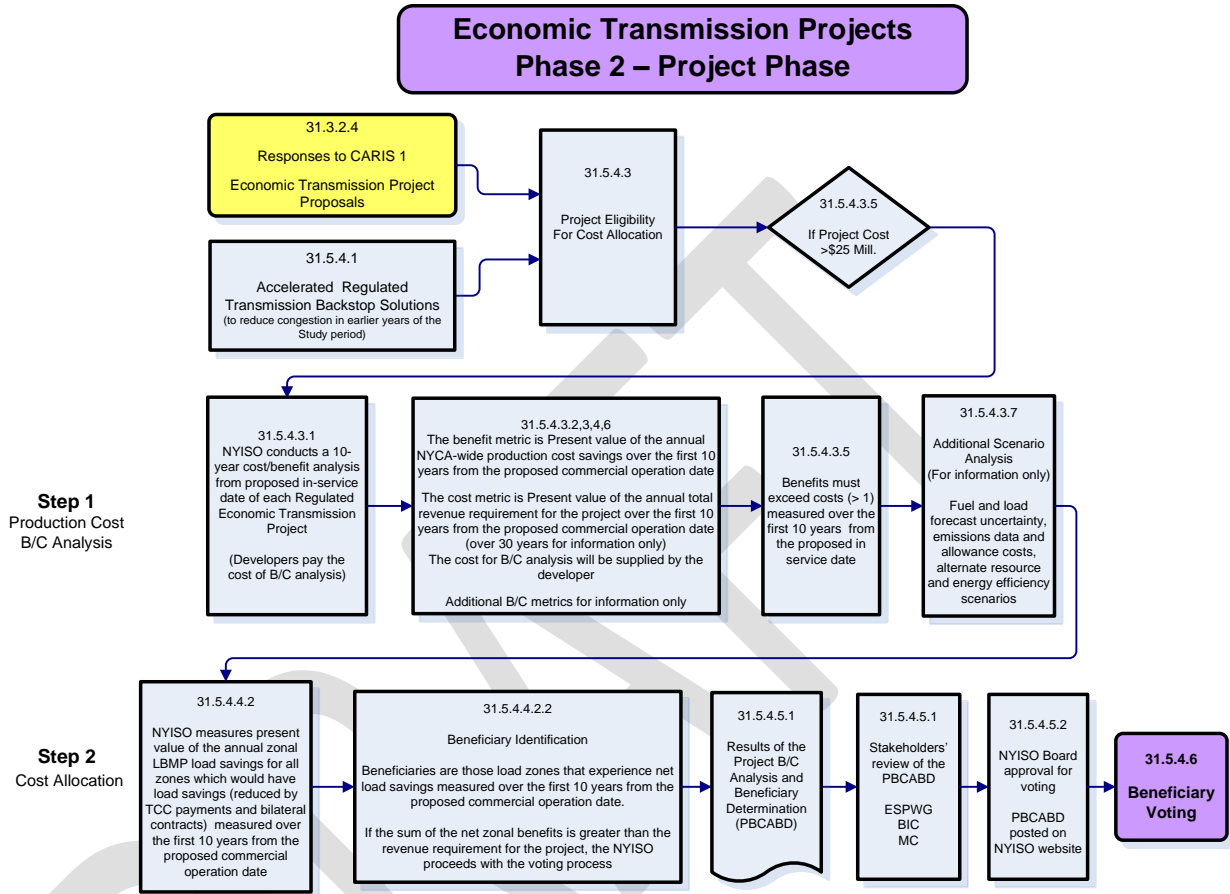 Economic Transmission Projects
Phase 2 – Project Phase
31.3.2.4
Responses to CARIS 1
Economic Transmission Project
Proposals
31.5.4.1
Accelerated Regulated
Transmission Backstop Solutions
(to reduce congestion in earlier years of the
Study period)
31.5.4.3
Project Eligibility
For Cost Allocation
31.5.4.3.5
If Project Cost
>$25 Mill.
Step 1
Production Cost
B/C Analysis
31.5.4.3.1
NYISO conducts a 10-
year cost/benefit analysis
from proposed in-service
date of each Regulated
Economic Transmission
Project
(Developers pay the
cost of B/C analysis)
31.5.4.3.2,3,4,6
The benefit metric is Present value of the annual
NYCA-wide production cost savings over the first 10
years from the proposed commercial operation date
The cost metric is Present value of the annual total
revenue requirement for the project over the first 10
years from the proposed commercial operation date
(over 30 years for information only)
The cost for B/C analysis will be supplied by the
developer
Additional B/C metrics for information only
31.5.4.3.5
Benefits must
exceed costs (> 1)
measured over the
first 10 years from
the proposed in
service date
31.5.4.3.7
Additional Scenario
Analysis
(For information only)
Fuel and load
forecast uncertainty,
emissions data and
allowance costs,
alternate resource
and energy efficiency
scenarios
Step 2
Cost Allocation
31.5.4.4.2
NYISO measures present
value of the annual zonal
LBMP load savings for all
zones which would have
load savings (reduced by
TCC payments and bilateral
contracts) measured over
the first 10 years from the
proposed commercial
operation date
31.5.4.4.2.2
Beneficiary Identification
Beneficiaries are those load zones that experience net
load savings measured over the first 10 years from the
proposed commercial operation date.
If the sum of the net zonal benefits is greater than the
revenue requirement for the project, the NYISO
proceeds with the voting process
31.5.4.5.1
Results of the
Project B/C
Analysis and
Beneficiary
Determination
(PBCABD)
31.5.4.5.1
Stakeholders'
review of the
PBCABD
ESPWG
BIC
MC
31.5.4.5.2
NYISO Board
approval for
voting
PBCABD
posted on
NYISO website
31.5.4.6
Beneficiary
Voting
DRAFT